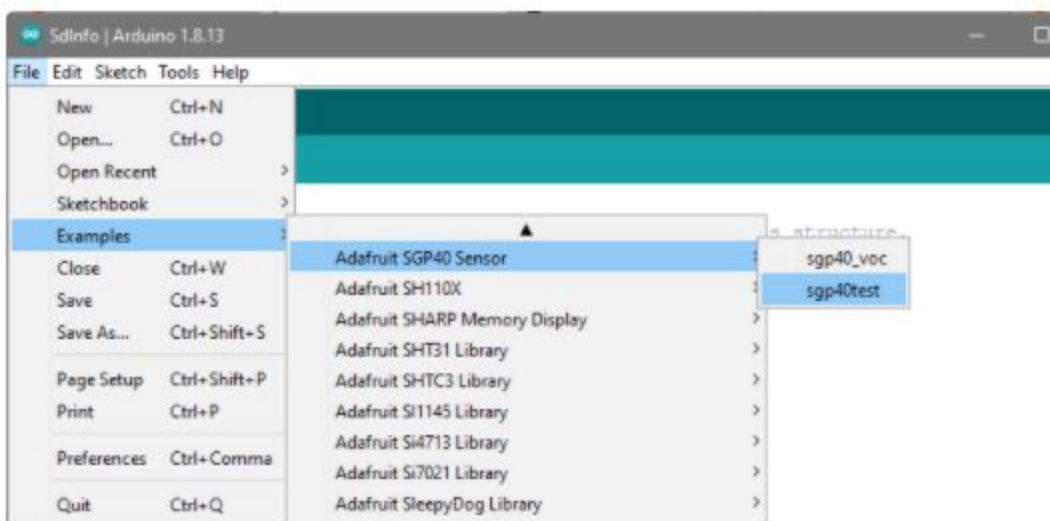 SdInfo | Arduino 1.8.13
File Edit Sketch Tools Help
New Ctrl+N
Open... Ctrl+O
Open Recent
Sketchbook
Examples
Close Ctrl+W
Save Ctrl+S
Save As... Ctrl+Shift+S
Page Setup Ctrl+Shift+P
Print Ctrl+P
Preferences Ctrl+Comma
Quit Ctrl+Q
Adafruit SGP40 Sensor
Adafruit SH110X
Adafruit SHARP Memory Display
Adafruit SHT31 Library
Adafruit SHTC3 Library
Adafruit SI1145 Library
Adafruit Si4713 Library
Adafruit Si7021 Library
Adafruit SleepyDog Library
s structure.
sgp40_voc
sgp40test